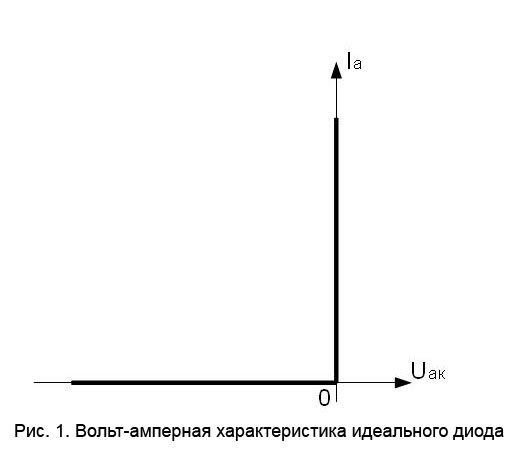 Iа
Uак
0
Рис. 1. Вольт-амперная характеристика идеального диода